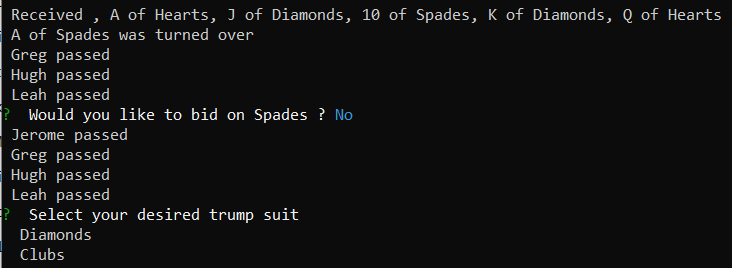 Received , A of Hearts, J of Diamonds, 10 of Spades, K of Diamonds, Q of Hearts
A of Spades was turned over
Greg passed
Hugh passed
Leah passed
?  Would you like to bid on Spades ? No
Jerome passed
Greg passed
Hugh passed
Leah passed
?  Select your desired trump suit
Diamonds
Clubs